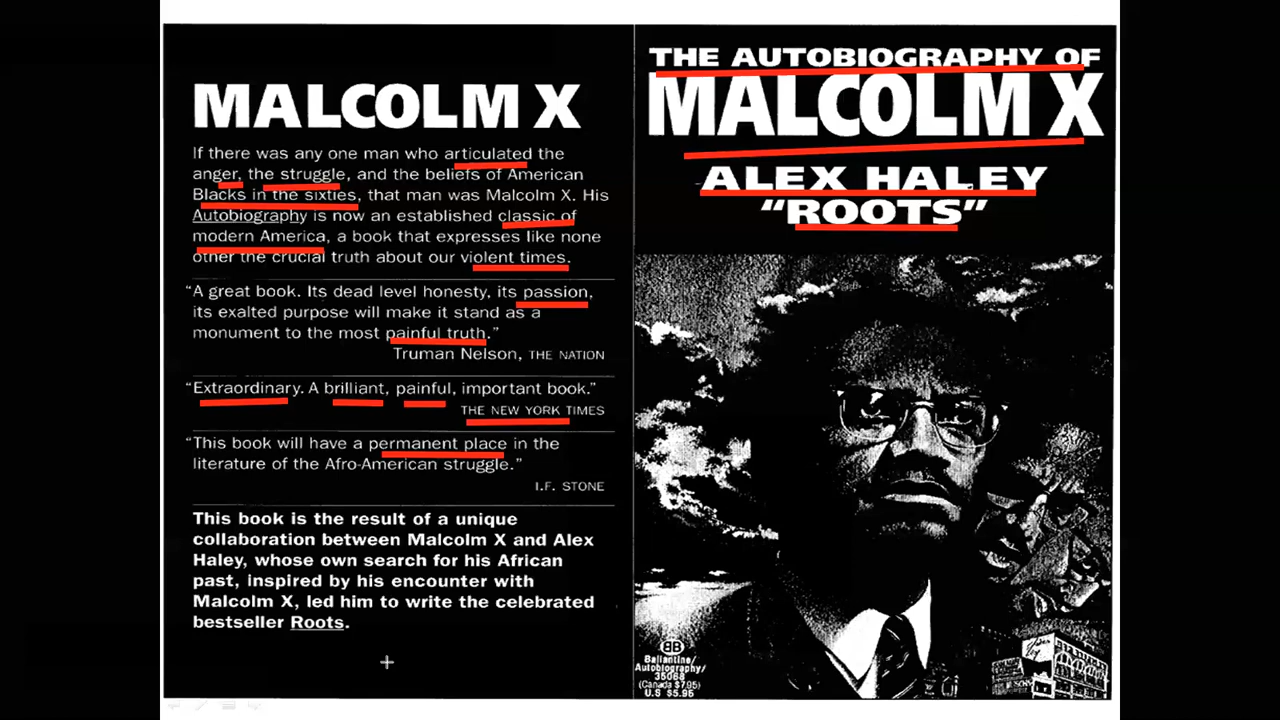 MALCOLM X
If there was any one man who articulated the
anger, the struggle, and the beliefs of American
Blacks in the sixties, that man was Malcolm X. His
Autobiography is now an established classic of
modern America, a book that expresses like none
other the crucial truth about our violent times.
“A great book. Its dead level honesty, its passion,
its exalted purpose will make it stand as a
monument to the most painful truth.”
Truman Nelson, THE NATION
“Extraordinary. A brilliant, painful, important book.”
THE NEW YORK TIMES
“This book will have a permanent place in the
literature of the Afro-American struggle.”
I.F. STONE
This book is the result of a unique
collaboration between Malcolm X and Alex
Haley, whose own search for his African
past, inspired by his encounter with
Malcolm X, led him to write the celebrated
bestseller Roots.
THE AUTOBIOGRAPHY OF
MALCOLM X
ALEX HALEY
“ROOTS”
BB
Ballantine/
Autobiography/
35068
(Canada $7.95)
U.S $5.95